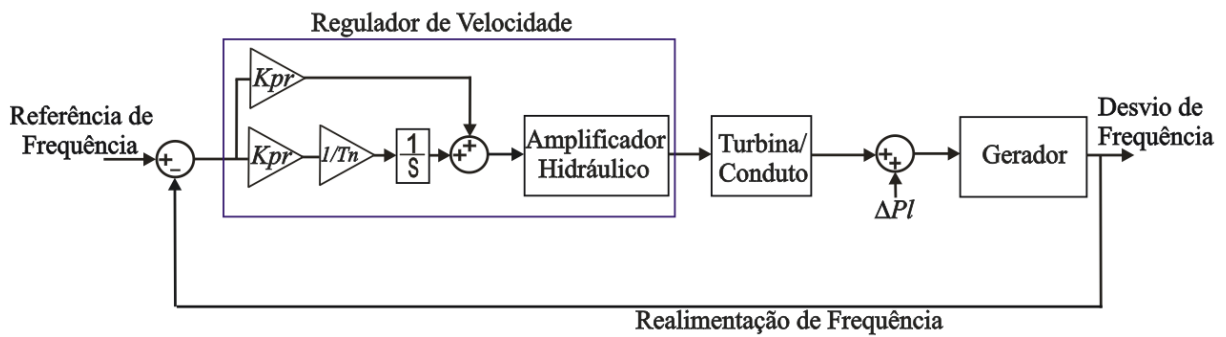 Regulador de Velocidade
Kpr
Referência de
Frequência
+
−
Kpr
1/Tn
1
S
+
+
Amplificador
Hidráulico
Turbina/
Conduto
+
+
ΔPl
Gerador
Desvio de
Frequência
Realimentação de Frequência